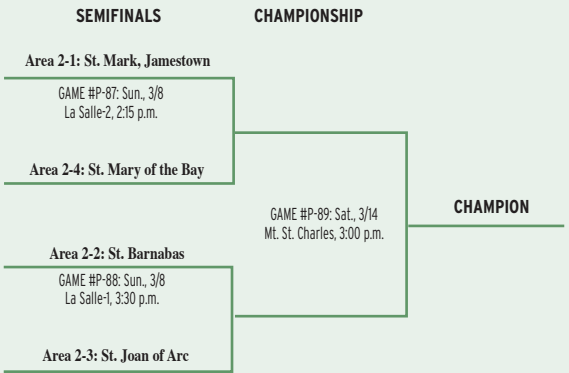 SEMIFINALS CHAMPIONSHIP
Area 2-1: St. Mark, Jamestown
GAME #P-87: Sun., 3/8
La Salle-2, 2:15 p.m.
Area 2-4: St. Mary of the Bay
GAME #P-89: Sat., 3/14
Mt. St. Charles, 3:00 p.m.
CHAMPION
Area 2-2: St. Barnabas
GAME #P-88: Sun., 3/8
La Salle-1, 3:30 p.m.
Area 2-3: St. Joan of Arc